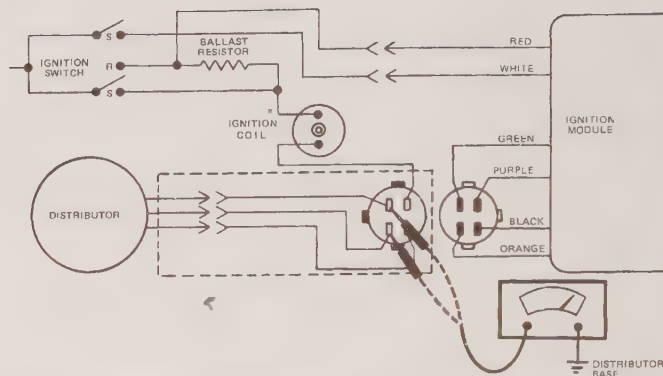 S
BALLAST
RESISTOR
RED
IGNITION
SWITCH
R
WHITE
S
IGNITION
COIL
IGNITION
MODULE
GREEN
PURPLE
DISTRIBUTOR
BLACK
ORANGE
DISTRIBUTOR
BASE